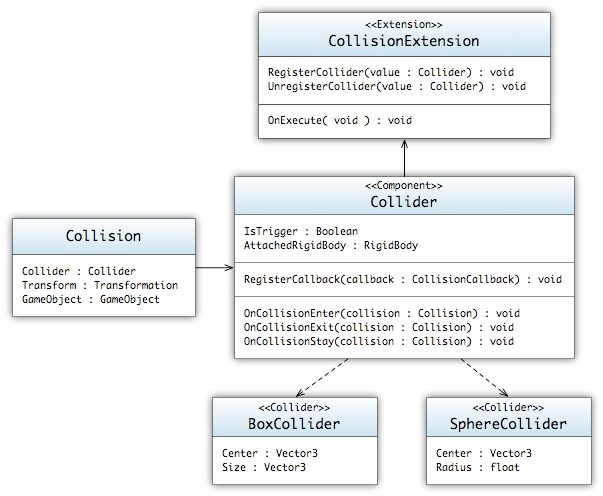 <<Extension>>
CollisionExtension
RegisterCollider(value : Collider) : void
UnregisterCollider(value : Collider) : void
OnExecute( void ) : void
<<Component>>
Collider
IsTrigger : Boolean
AttachedRigidBody : RigidBody
RegisterCallback(callback : CollisionCallback) : void
OnCollisionEnter(collision : Collision) : void
OnCollisionExit(collision : Collision) : void
OnCollisionStay(collision : Collision) : void
Collision
Collider : Collider
Transform : Transformation
GameObject : GameObject
<<Collider>>
BoxCollider
Center : Vector3
Size : Vector3
<<Collider>>
SphereCollider
Center : Vector3
Radius : float